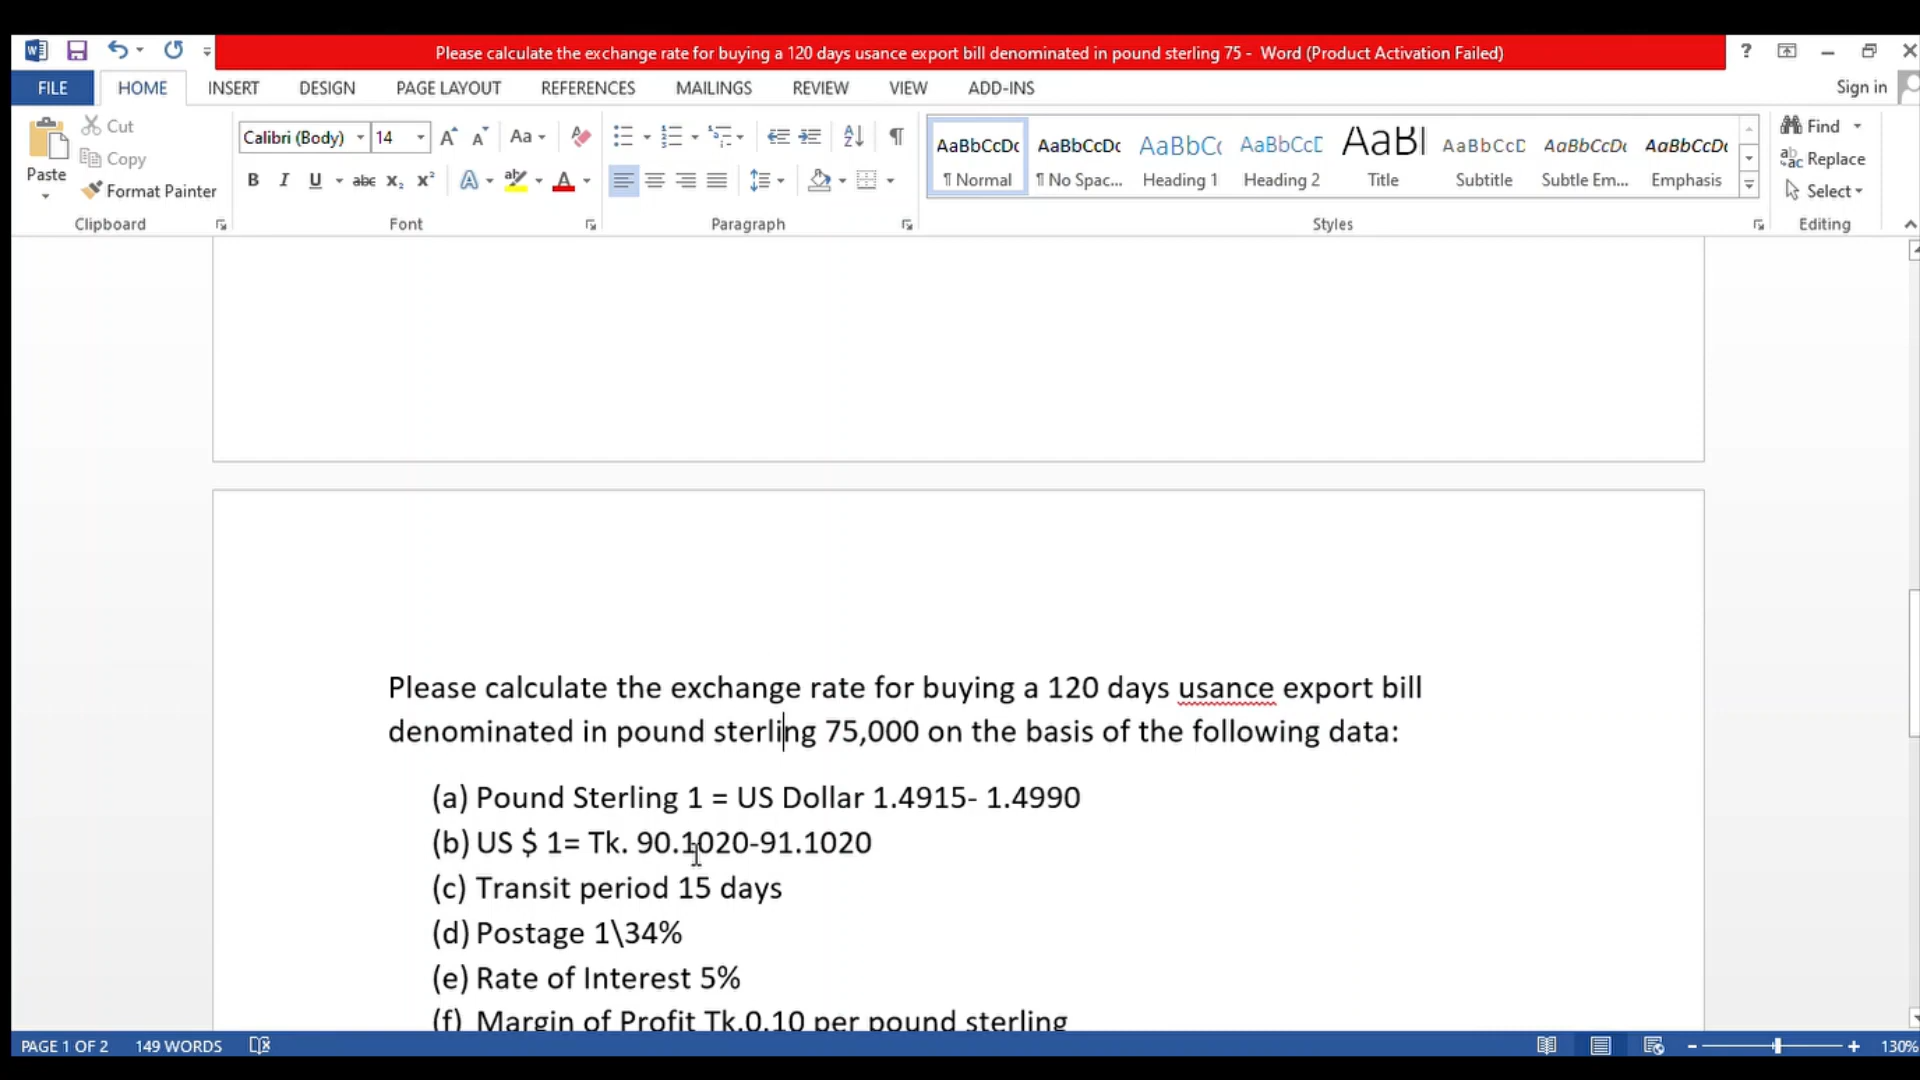 Please calculate the exchange rate for buying a 120 days usance export bill denominated in pound sterling 75 - Word (Product Activation Failed)
?
FILE HOME INSERT DESIGN PAGE LAYOUT REFERENCES MAILINGS REVIEW VIEW ADD-INS Sign in
Paste
Cut
Copy
Format Painter
Clipboard
Calibri (Body) 14
Aa
B I U abc X₂ X²
A
Font
Paragraph
AaBbCcDc AaBbCcDc AaBbCc AaBbCcD AaBl AaBbCcD AaBbCcDc AaBbCcDc
¶ Normal ¶ No Spac... Heading 1 Heading 2 Title Subtitle Subtle Em... Emphasis
Styles
Find
Replace
Select
Editing
Please calculate the exchange rate for buying a 120 days usance export bill
denominated in pound sterling 75,000 on the basis of the following data:
(a) Pound Sterling 1 = US Dollar 1.4915- 1.4990
(b) US $ 1= Tk. 90.1020-91.1020
(c) Transit period 15 days
(d) Postage 1\34%
(e) Rate of Interest 5%
(f) Margin of Profit Tk.0.10 per pound sterling
PAGE 1 OF 2 149 WORDS 130%